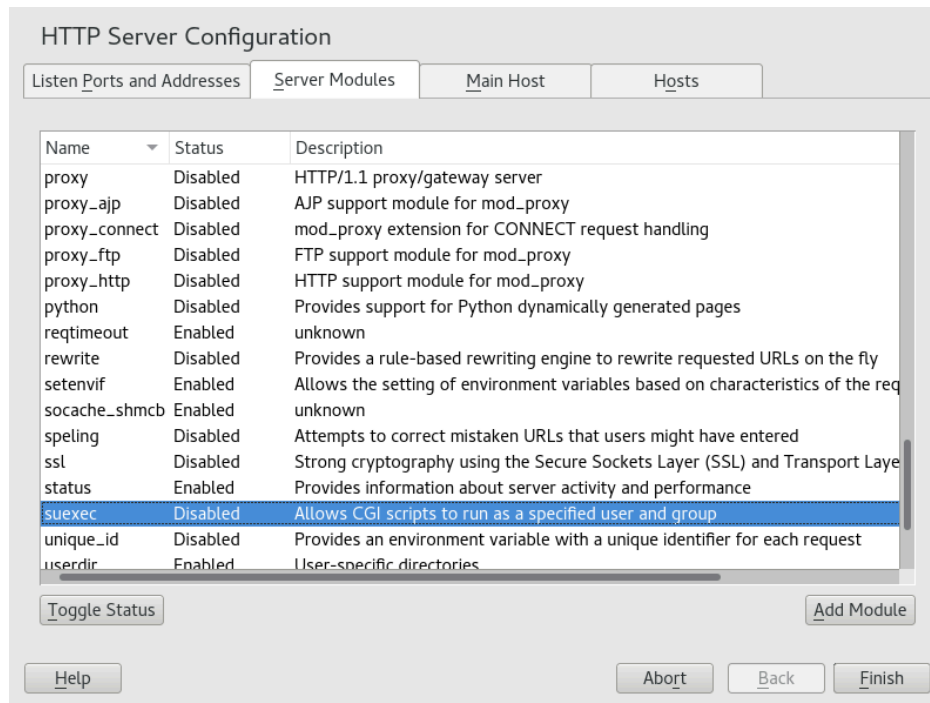 HTTP Server Configuration
Listen Ports and Addresses Server Modules Main Host Hosts
Name Status Description
proxy Disabled HTTP/1.1 proxy/gateway server
proxy_ajp Disabled AJP support module for mod_proxy
proxy_connect Disabled mod_proxy extension for CONNECT request handling
proxy_ftp Disabled FTP support module for mod_proxy
proxy_http Disabled HTTP support module for mod_proxy
python Disabled Provides support for Python dynamically generated pages
reqtimeout Enabled unknown
rewrite Disabled Provides a rule-based rewriting engine to rewrite requested URLs on the fly
setenvif Enabled Allows the setting of environment variables based on characteristics of the req
socache_shmcb Enabled unknown
speling Disabled Attempts to correct mistaken URLs that users might have entered
ssl Disabled Strong cryptography using the Secure Sockets Layer (SSL) and Transport Laye
status Enabled Provides information about server activity and performance
suexec Disabled Allows CGI scripts to run as a specified user and group
unique_id Disabled Provides an environment variable with a unique identifier for each request
userdir Enabled User-specific directories
Toggle Status Add Module
Help Abort Back Finish